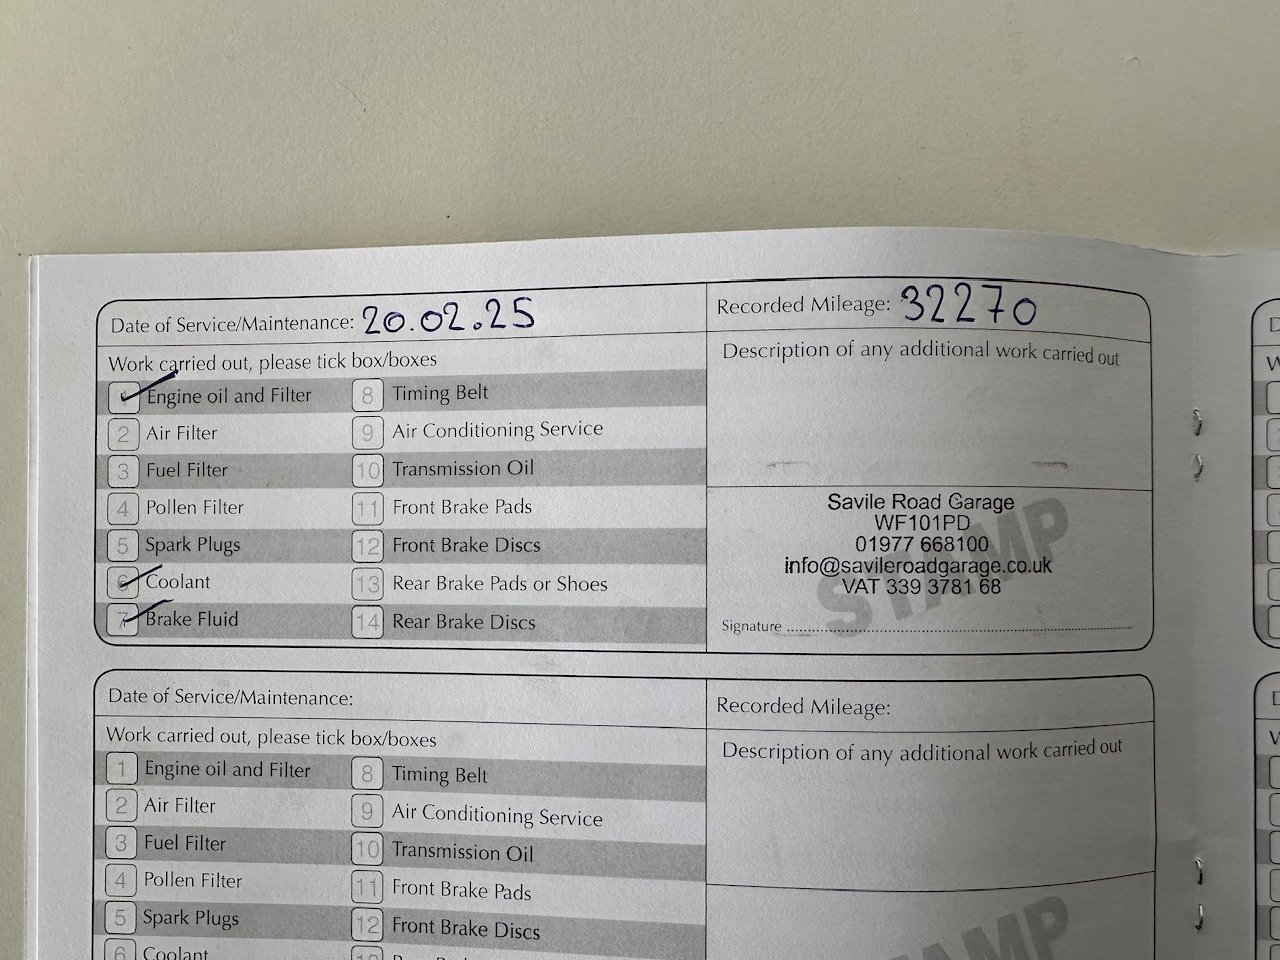 Date of Service/Maintenance: 20.02.25
Recorded Mileage: 32270
Work carried out, please tick box/boxes
1 Engine oil and Filter
2 Air Filter
3 Fuel Filter
4 Pollen Filter
5 Spark Plugs
6 Coolant
7 Brake Fluid
8 Timing Belt
9 Air Conditioning Service
10 Transmission Oil
11 Front Brake Pads
12 Front Brake Discs
13 Rear Brake Pads or Shoes
14 Rear Brake Discs
Description of any additional work carried out
STAMP
Savile Road Garage
WF101PD
01977 668100
info@savileroadgarage.co.uk
VAT 339 3781 68
Signature
Date of Service/Maintenance:
Recorded Mileage:
Work carried out, please tick box/boxes
1 Engine oil and Filter
2 Air Filter
3 Fuel Filter
4 Pollen Filter
5 Spark Plugs
6 Coolant
8 Timing Belt
9 Air Conditioning Service
10 Transmission Oil
11 Front Brake Pads
12 Front Brake Discs
Description of any additional work carried out